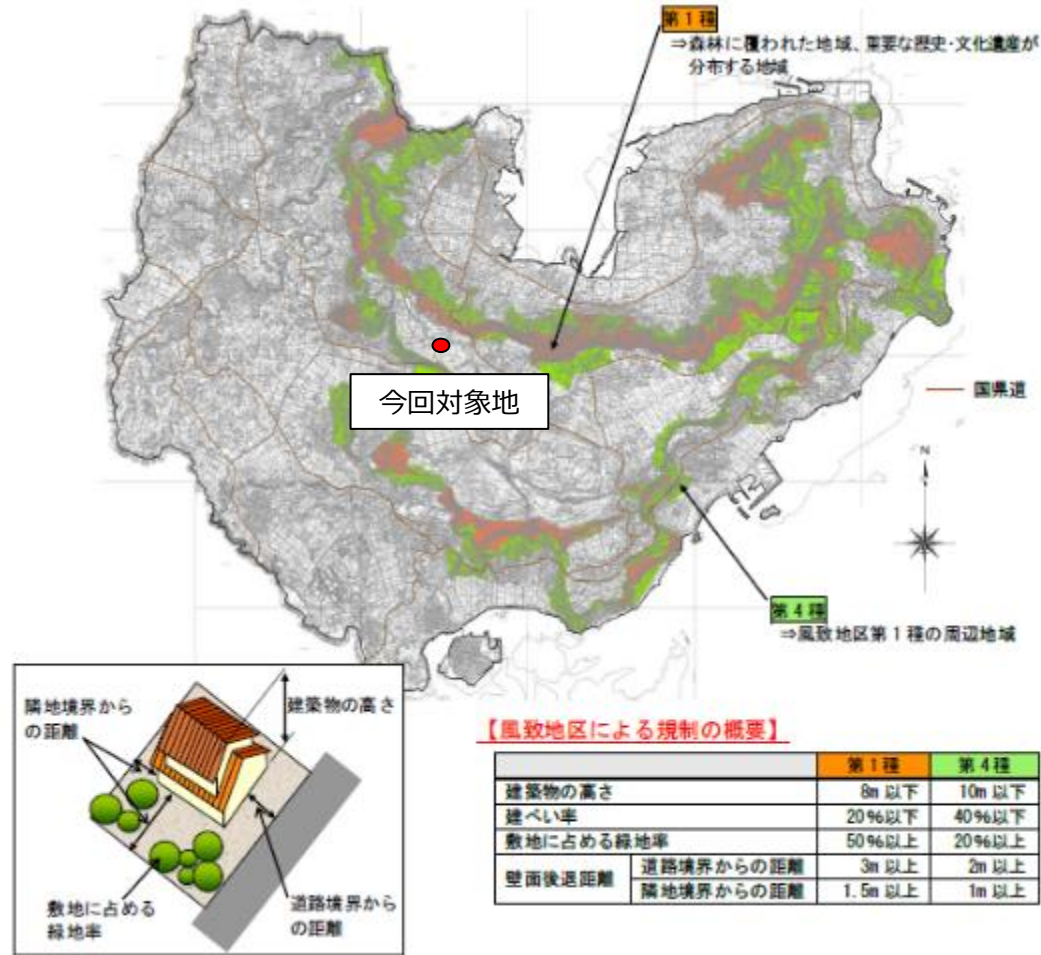 第1種
⇒森林に覆われた地域、重要な歴史・文化遺産が
分布する地域
今回対象地
国県道
N
第4種
⇒風致地区第1種の周辺地域
隣地境界から
の距離
建築物の高さ
敷地に占める
緑地率
道路境界から
の距離
【風致地区による規制の概要】
第1種 第4種
建築物の高さ 8m以下 10m以下
建ぺい率 20%以下 40%以下
敷地に占める緑地率 50%以上 20%以上
壁面後退距離 道路境界からの距離 3m以上 2m以上
隣地境界からの距離 1.5m以上 1m以上